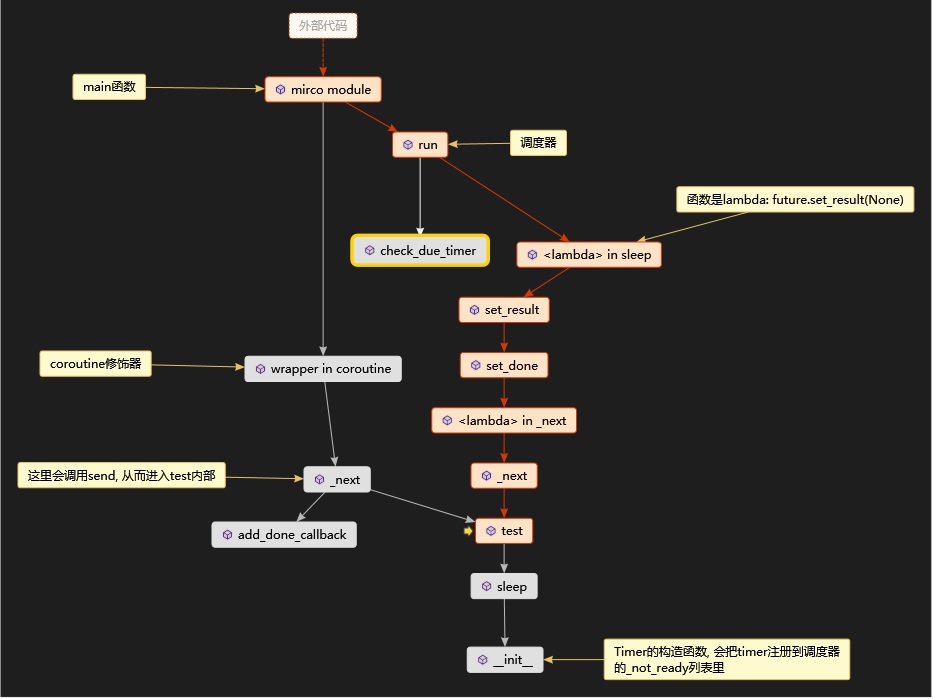 外部代码
main函数
mirco module
run
调度器
函数是lambda: future.set_result(None)
check_due_timer
<lambda> in sleep
set_result
coroutine修饰器
wrapper in coroutine
set_done
<lambda> in _next
这里会调用send, 从而进入test内部
_next
_next
add_done_callback
test
sleep
__init__
Timer的构造函数, 会把timer注册到调度器
的_not_ready列表里